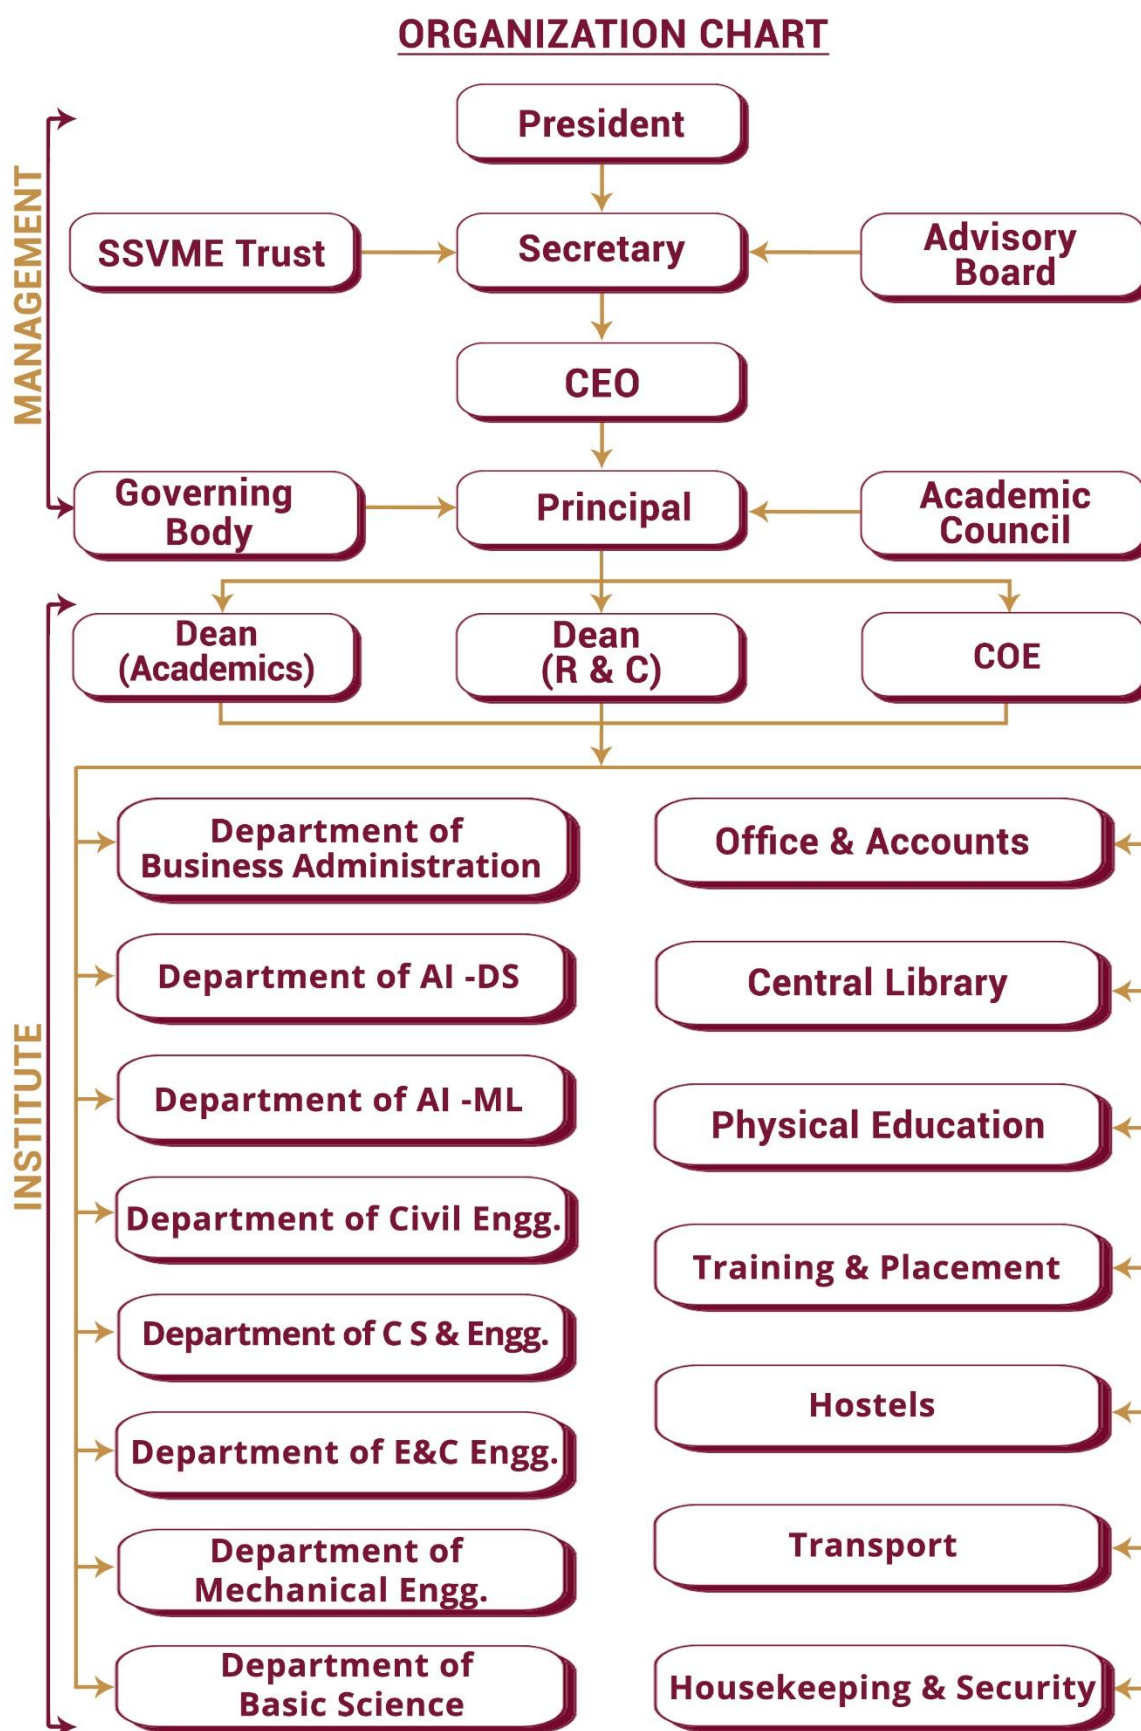 ORGANIZATION CHART
MANAGEMENT
President
SSVME Trust
Secretary
Advisory
Board
CEO
Governing
Body
Principal
Academic
Council
INSTITUTE
Dean
(Academics)
Dean
(R & C)
COE
Department of
Business Administration
Department of AI -DS
Department of AI -ML
Department of Civil Engg.
Department of C S & Engg.
Department of E&C Engg.
Department of
Mechanical Engg.
Department of
Basic Science
Office & Accounts
Central Library
Physical Education
Training & Placement
Hostels
Transport
Housekeeping & Security